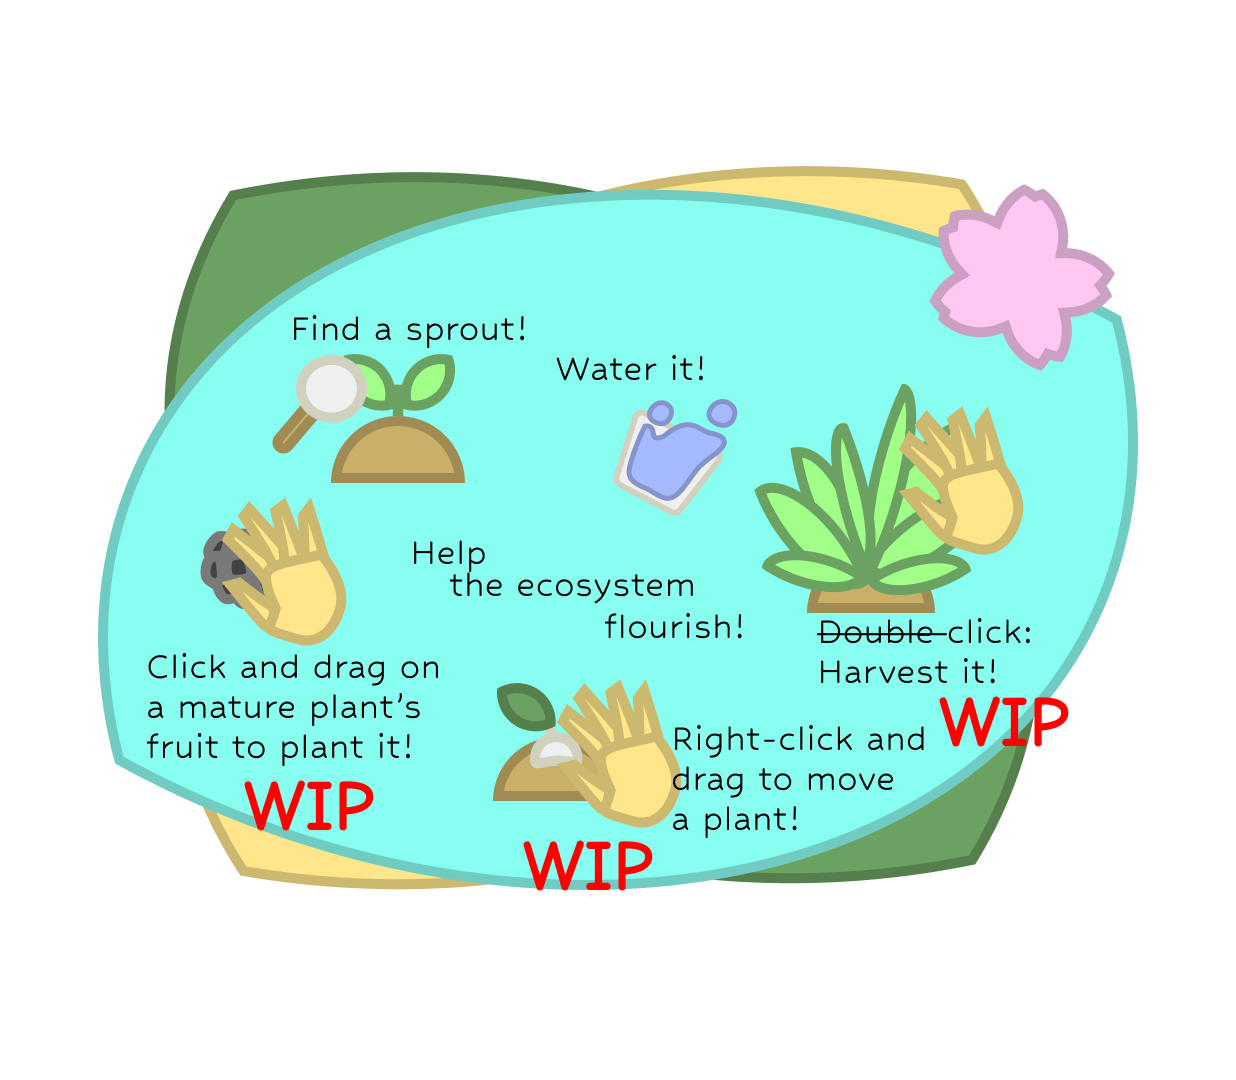 Find a sprout!
Water it!
Help
the ecosystem
flourish!
Double click:
Harvest it!
WIP
Click and drag on
a mature plant’s
fruit to plant it!
WIP
Right-click and
drag to move
a plant!
WIP